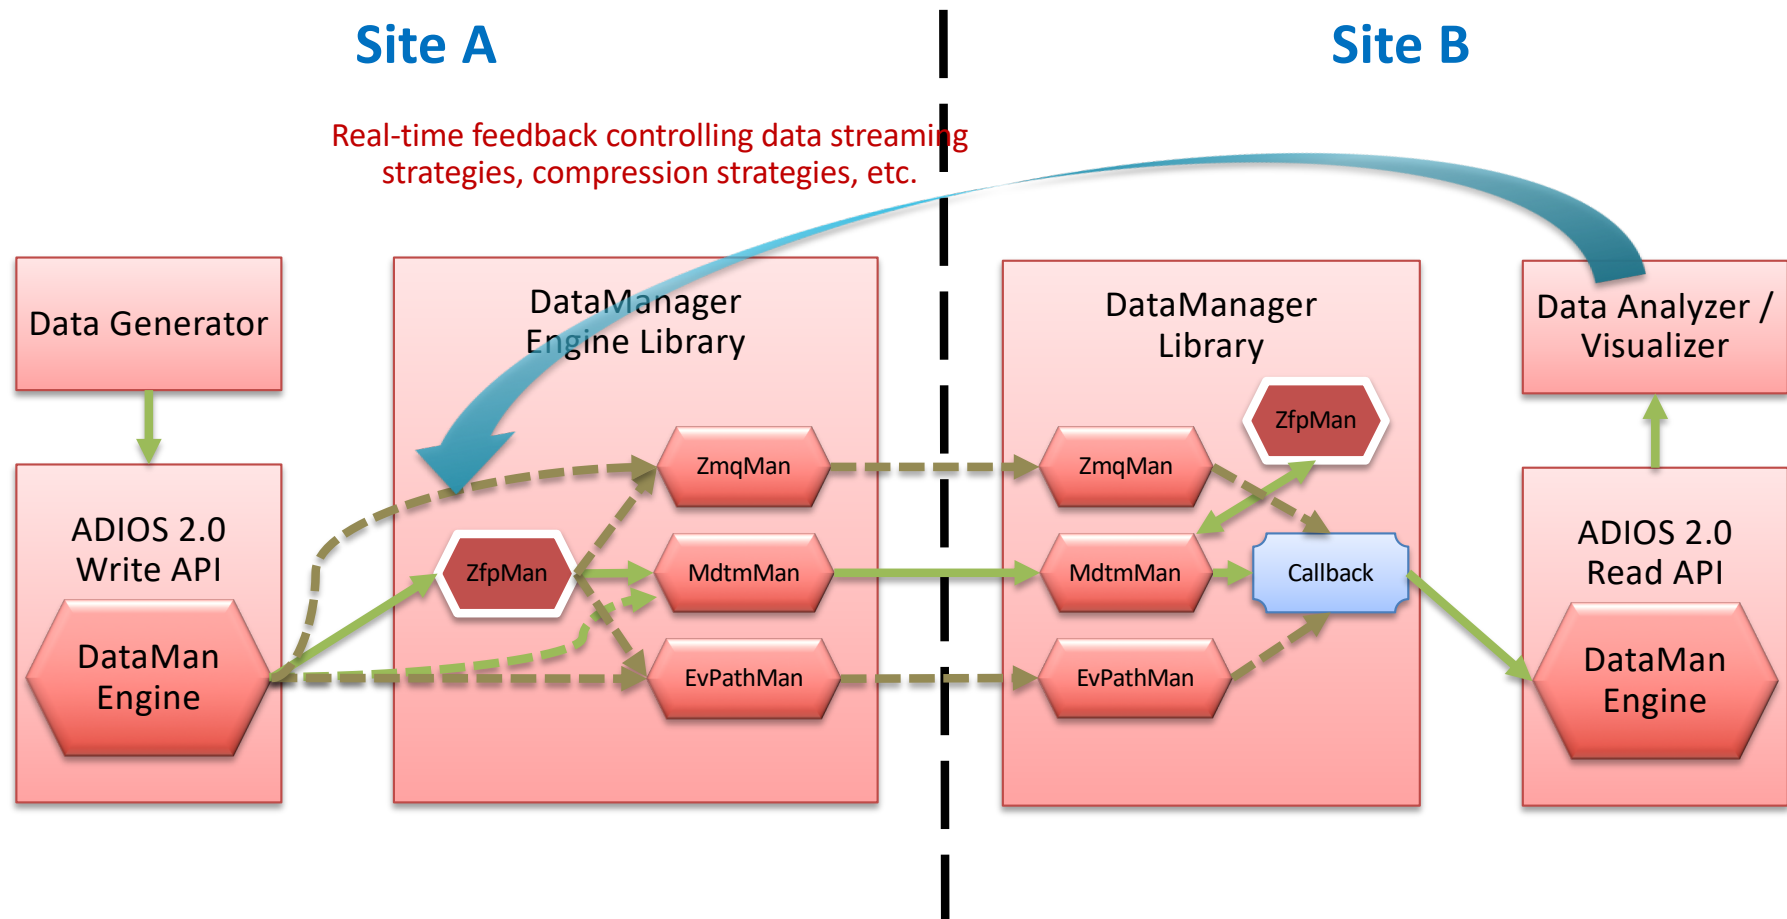 Site A
Site B
Real-time feedback controlling data streaming
strategies, compression strategies, etc.
Data Generator
DataManager
Engine Library
DataManager
Library
Data Analyzer /
Visualizer
ZfpMan
ZmqMan
ZmqMan
ADIOS 2.0
Write API
ZfpMan
MdtmMan
MdtmMan
Callback
ADIOS 2.0
Read API
DataMan
Engine
EvPathMan
EvPathMan
DataMan
Engine